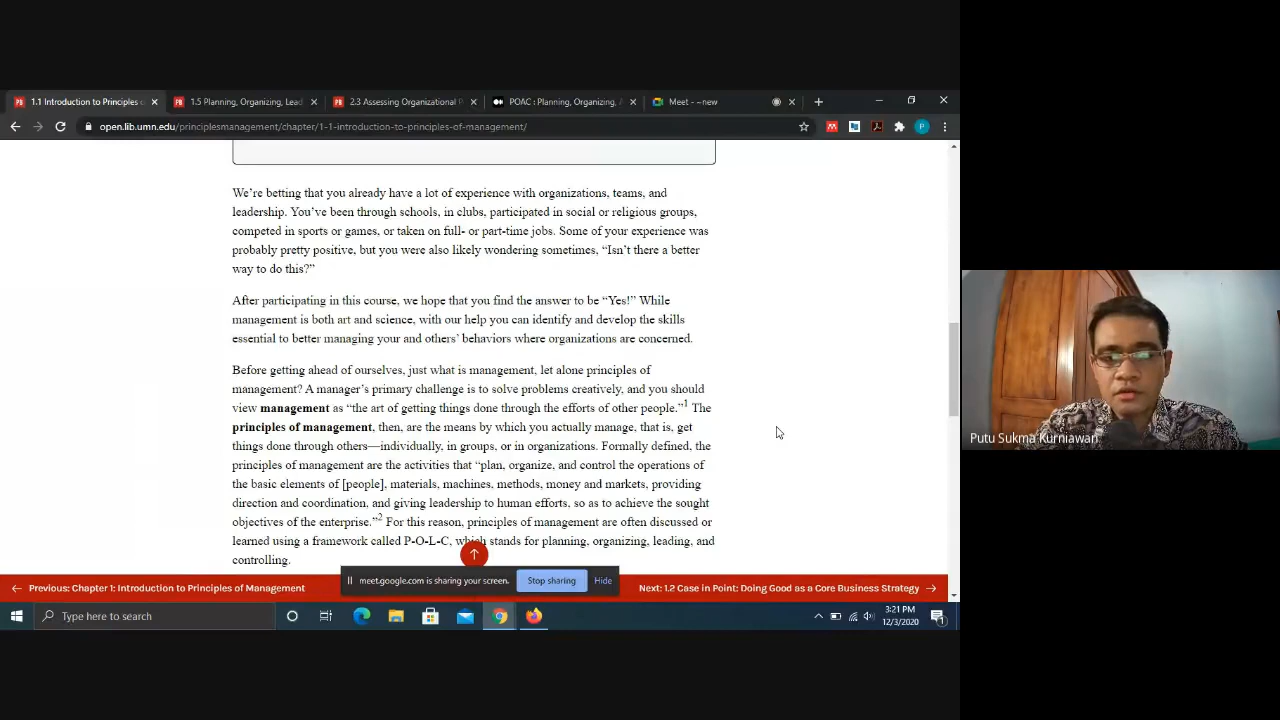 1.1 Introduction to Principles o
1.5 Planning, Organizing, Lead
2.3 Assessing Organizational
POAC : Planning, Organizing,
Meet - –new
open.lib.umn.edu/principlesmanagement/chapter/1-1-introduction-to-principles-of-management/
P
We're betting that you already have a lot of experience with organizations, teams, and
leadership. You've been through schools, in clubs, participated in social or religious groups,
competed in sports or games, or taken on full- or part-time jobs. Some of your experience was
probably pretty positive, but you were also likely wondering sometimes, “Isn't there a better
way to do this?”
After participating in this course, we hope that you find the answer to be “Yes!” While
management is both art and science, with our help you can identify and develop the skills
essential to better managing your and others' behaviors where organizations are concerned.
Before getting ahead of ourselves, just what is management, let alone principles of
management? A manager's primary challenge is to solve problems creatively, and you should
view management as “the art of getting things done through the efforts of other people.”1 The
principles of management, then, are the means by which you actually manage, that is, get
things done through others—individually, in groups, or in organizations. Formally defined, the
principles of management are the activities that “plan, organize, and control the operations of
the basic elements of [people], materials, machines, methods, money and markets, providing
direction and coordination, and giving leadership to human efforts, so as to achieve the sought
objectives of the enterprise.”2 For this reason, principles of management are often discussed or
learned using a framework called P-O-L-C, which stands for planning, organizing, leading, and
controlling.
Putu Sukma Kurniawan
meet.google.com is sharing your screen.
Stop sharing
Hide
Previous: Chapter 1: Introduction to Principles of Management
Next: 1.2 Case in Point: Doing Good as a Core Business Strategy
Type here to search
3:21 PM
12/3/2020